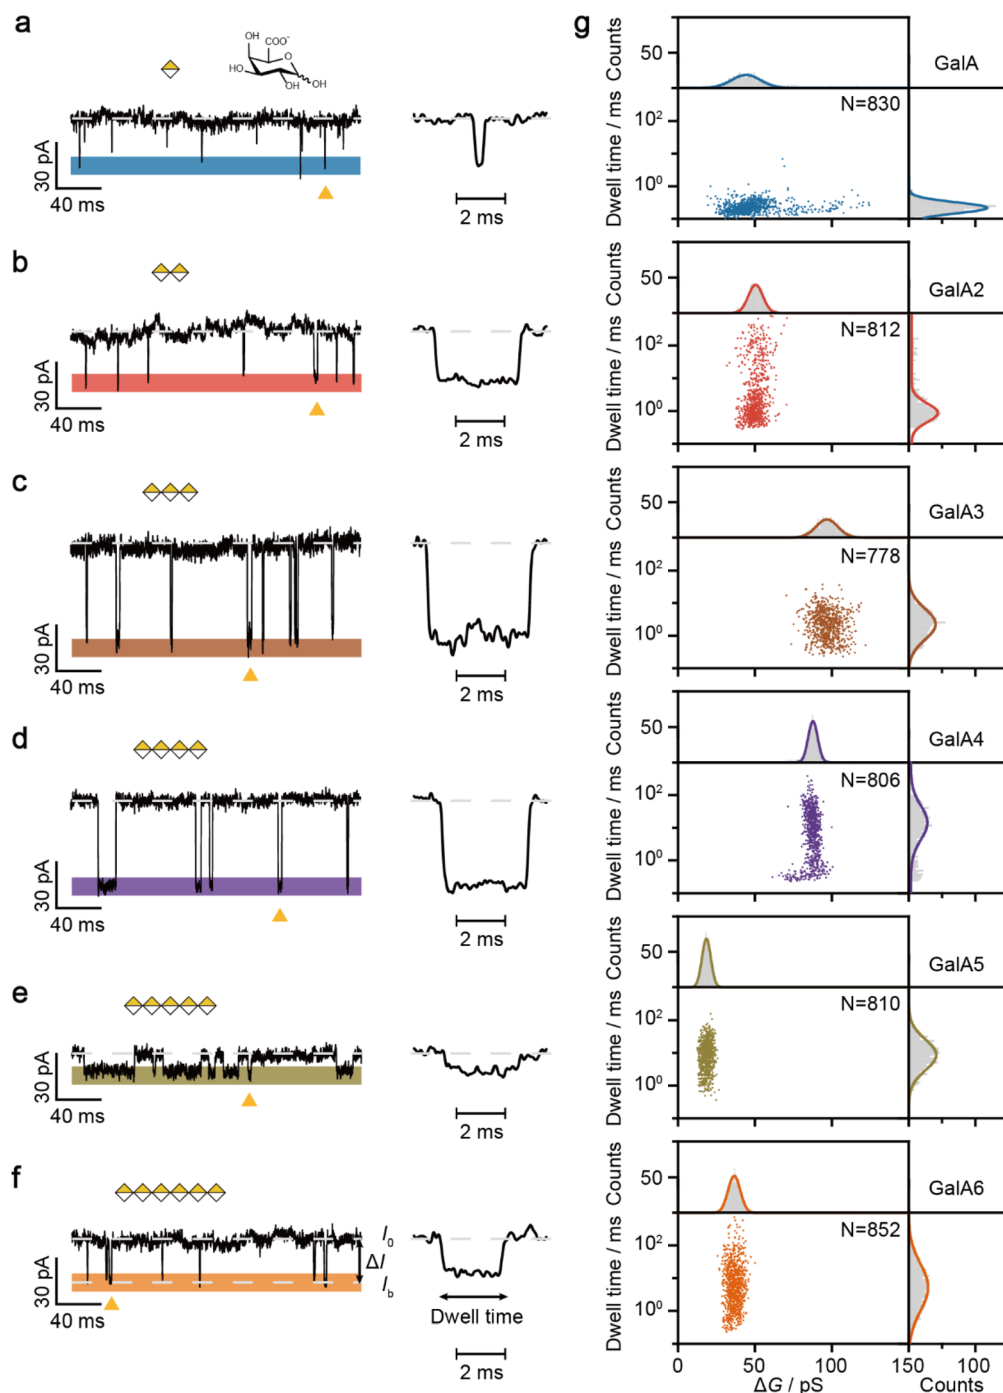 a
OH
COO⁻
O
HO
OH
OH
30 pA
40 ms
2 ms
b
30 pA
40 ms
2 ms
c
30 pA
40 ms
2 ms
d
30 pA
40 ms
2 ms
e
30 pA
40 ms
2 ms
f
I₀
ΔI
I_b
30 pA
40 ms
Dwell time
2 ms
g
Counts
50
GalA
Dwell time / ms
N=830
10²
10⁰
Counts
50
GalA2
Dwell time / ms
N=812
10²
10⁰
Counts
50
GalA3
Dwell time / ms
N=778
10²
10⁰
Counts
50
GalA4
Dwell time / ms
N=806
10²
10⁰
Counts
50
GalA5
Dwell time / ms
N=810
10²
10⁰
Counts
50
GalA6
Dwell time / ms
N=852
10²
10⁰
0 50 100 150 100
ΔG / pS Counts